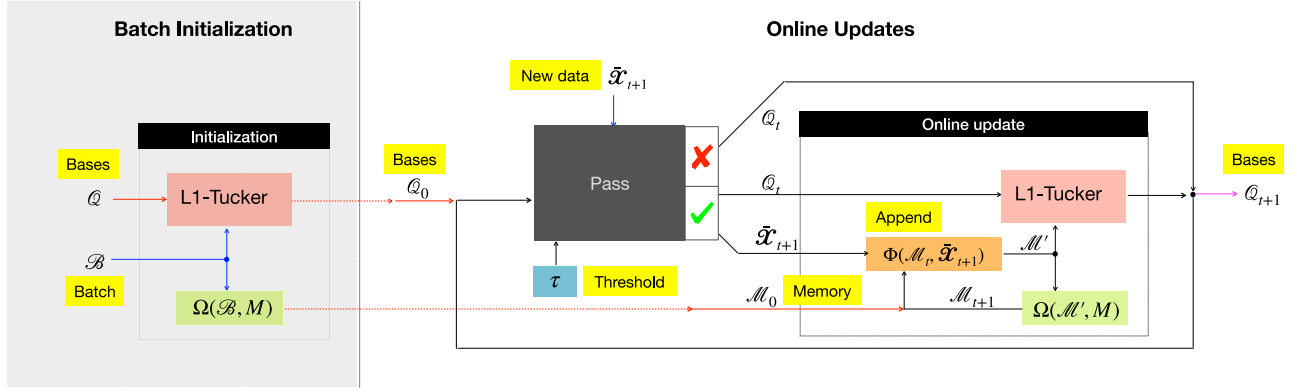 Batch Initialization
Online Updates
New data
𝒳̄ₜ₊₁
Initialization
Online update
Bases
𝒬
L1-Tucker
Bases
𝒬₀
Pass
✘
✓
𝒬ₜ
𝒬ₜ
L1-Tucker
Bases
𝒬ₜ₊₁
ℬ
Batch
Ω(ℬ, M)
τ
Threshold
𝒳̄ₜ₊₁
Append
Φ(ℳₜ, 𝒳̄ₜ₊₁)
ℳ′
ℳ₀
Memory
ℳₜ₊₁
Ω(ℳ′, M)